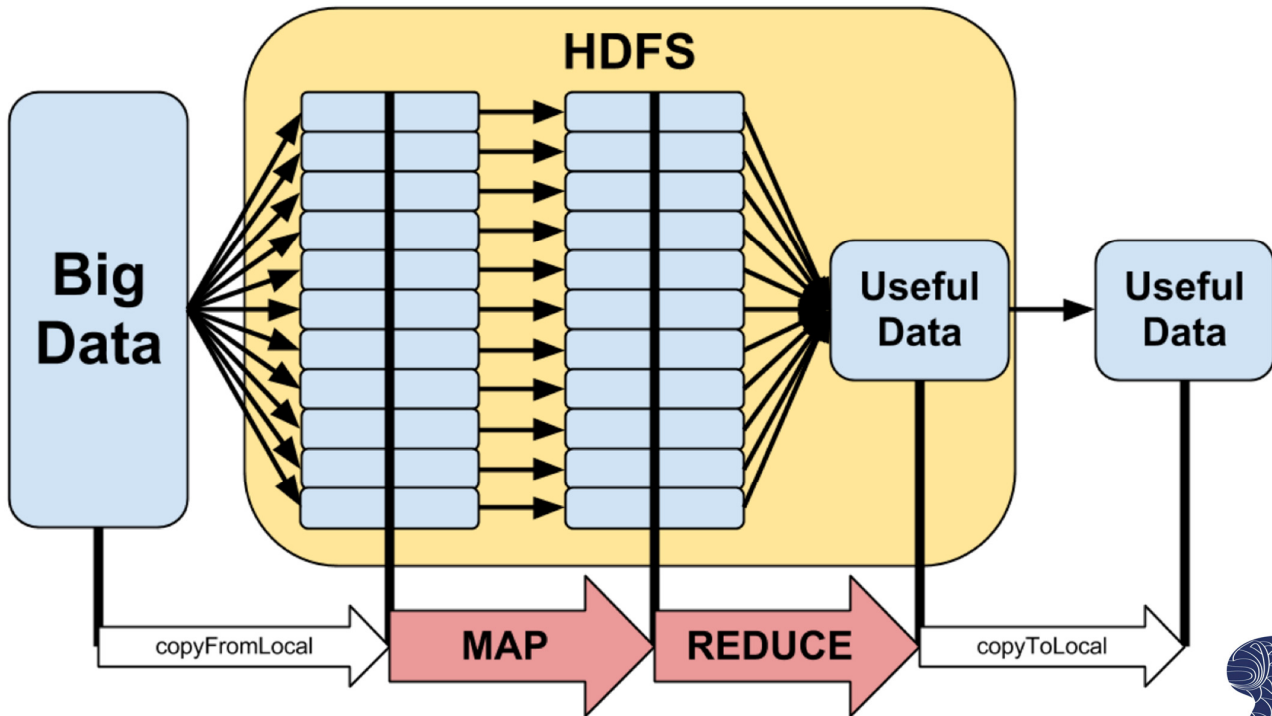 HDFS
Big
Data
Useful
Data
Useful
Data
copyFromLocal
MAP
REDUCE
copyToLocal